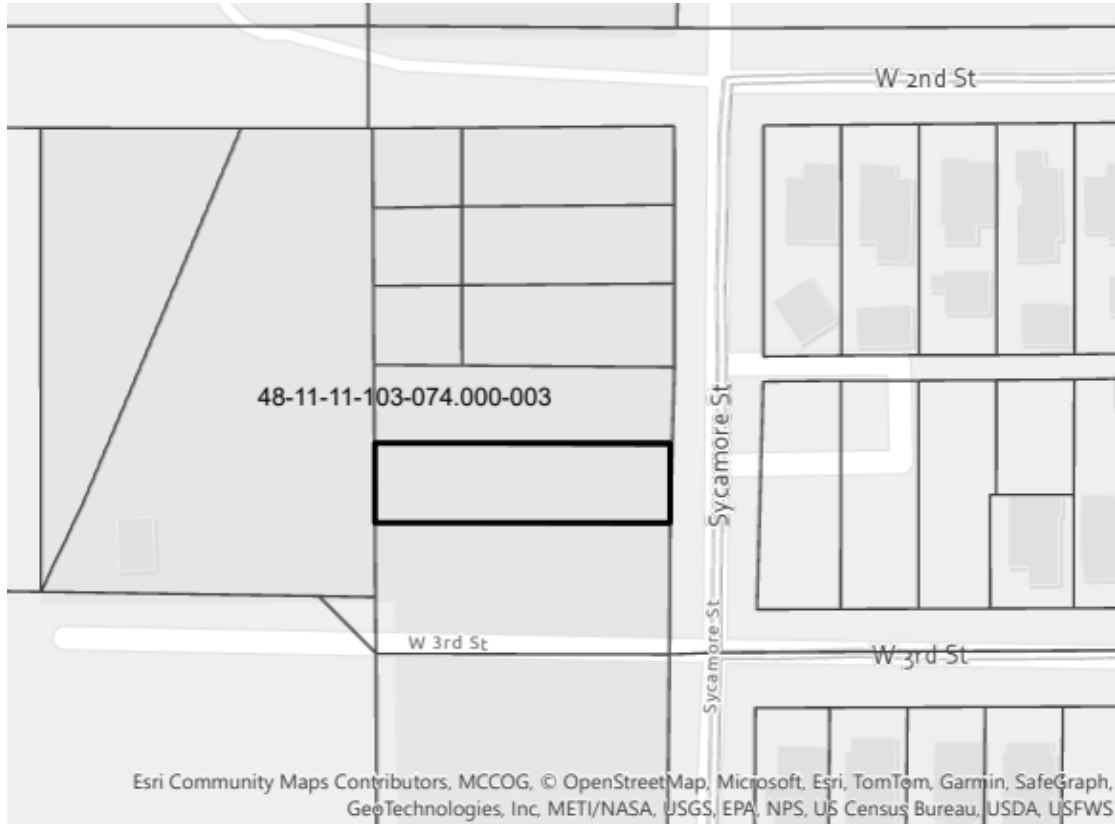 W 2nd St
48-11-11-103-074.000-003
Sycamore St
Sycamore St
W 3rd St
W 3rd St
Esri Community Maps Contributors, MCCOG, © OpenStreetMap, Microsoft, Esri, TomTom, Garmin, SafeGraph,
GeoTechnologies, Inc, METI/NASA, USGS, EPA, NPS, US Census Bureau, USDA, USFWS